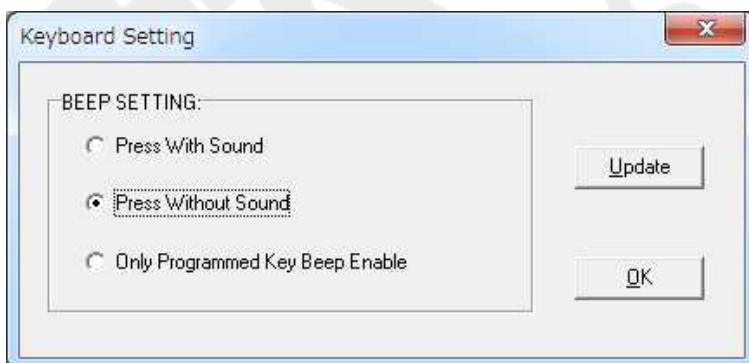 Keyboard Setting
BEEP SETTING:
Press With Sound
Press Without Sound
Only Programmed Key Beep Enable
Update
OK